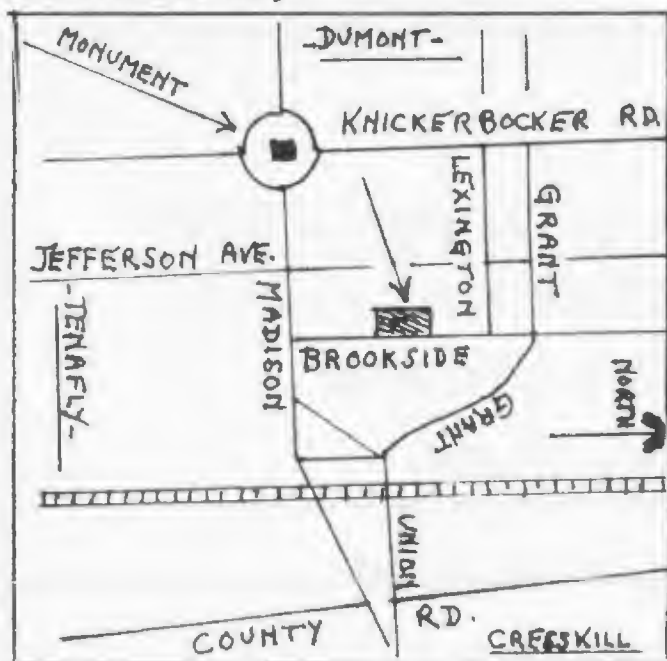 MONUMENT
-DUMONT-
KNICKERBOCKER RD.
LEXINGTON
GRANT
JEFFERSON AVE.
-TENAFLY-
MADISON
BROOKSIDE
GRANT
NORTH
UNION
COUNTY RD.
CRESSKILL